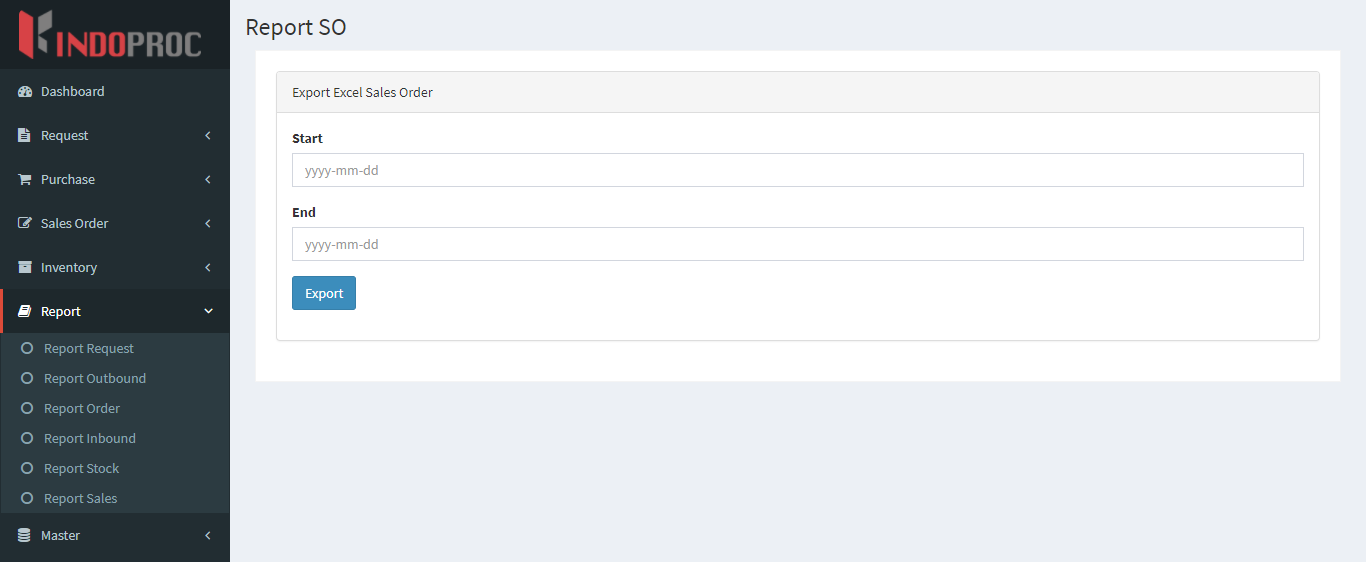 INDOPROC
Dashboard
Request
Purchase
Sales Order
Inventory
Report
Report Request
Report Outbound
Report Order
Report Inbound
Report Stock
Report Sales
Master
Report SO
Export Excel Sales Order
Start
yyyy-mm-dd
End
yyyy-mm-dd
Export